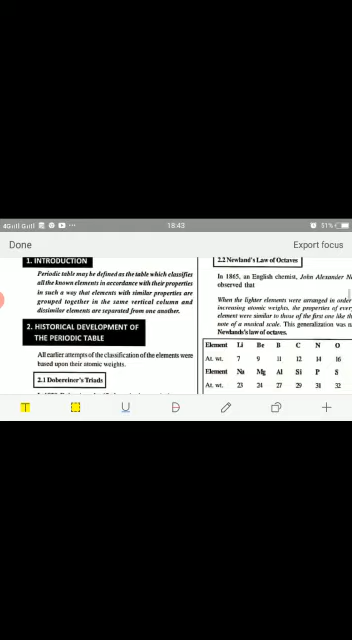 4G.ıll G.ıll 18:43 51%
Done Export focus
1. INTRODUCTION
Periodic table may be defined as the table which classifies
all the known elements in accordance with their properties
in such a way that elements with similar properties are
grouped together in the same vertical column and
dissimilar elements are separated from one another.
2. HISTORICAL DEVELOPMENT OF
THE PERIODIC TABLE
All earlier attempts of the classification of the elements were
based upon their atomic weights.
2.1 Dobereiner's Triads
2.2 Newland's Law of Octaves
In 1865, an English chemist, John Alexander
observed that
When the lighter elements were arranged in order
increasing atomic weights, the properties of every
element were similar to those of the first one like
note of a musical scale. This generalization was
Newlands's law of octaves.
Element Li Be B C N O
At. wt. 7 9 11 12 14 16
Element Na Mg Al Si P S
At. wt. 23 24 27 29 31 32
T U D